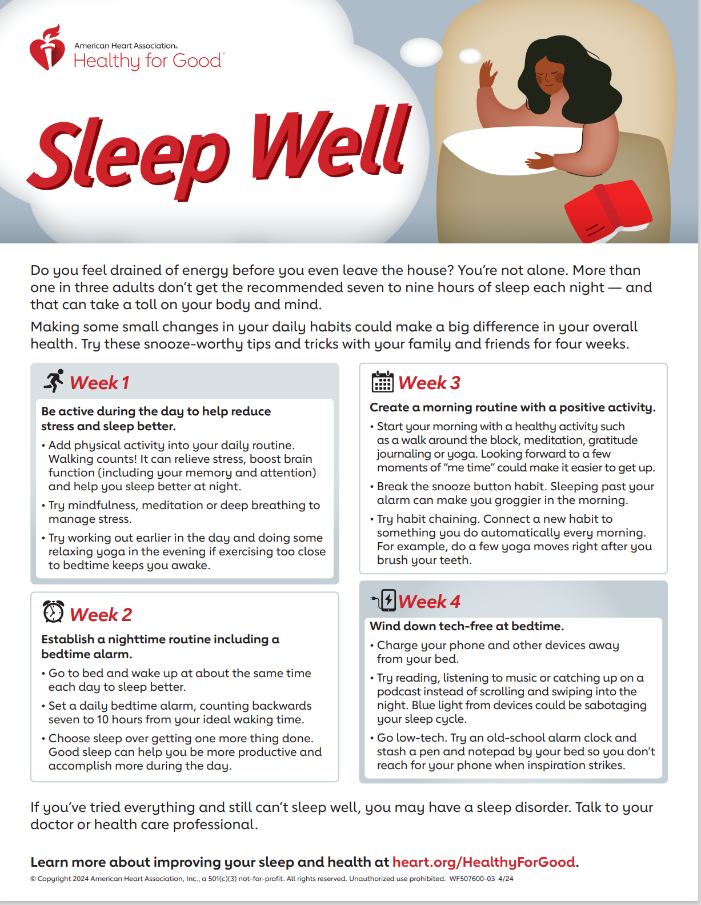 American Heart Association®
Healthy for Good™
Sleep Well
Do you feel drained of energy before you even leave the house? You’re not alone. More than
one in three adults don’t get the recommended seven to nine hours of sleep each night — and
that can take a toll on your body and mind.
Making some small changes in your daily habits could make a big difference in your overall
health. Try these snooze-worthy tips and tricks with your family and friends for four weeks.
Week 1
Be active during the day to help reduce
stress and sleep better.
• Add physical activity into your daily routine.
Walking counts! It can relieve stress, boost brain
function (including your memory and attention)
and help you sleep better at night.
• Try mindfulness, meditation or deep breathing to
manage stress.
• Try working out earlier in the day and doing some
relaxing yoga in the evening if exercising too close
to bedtime keeps you awake.
Week 2
Establish a nighttime routine including a
bedtime alarm.
• Go to bed and wake up at about the same time
each day to sleep better.
• Set a daily bedtime alarm, counting backwards
seven to 10 hours from your ideal waking time.
• Choose sleep over getting one more thing done.
Good sleep can help you be more productive and
accomplish more during the day.
Week 3
Create a morning routine with a positive activity.
• Start your morning with a healthy activity such
as a walk around the block, meditation, gratitude
journaling or yoga. Looking forward to a few
moments of “me time” could make it easier to get up.
• Break the snooze button habit. Sleeping past your
alarm can make you groggier in the morning.
• Try habit chaining. Connect a new habit to
something you do automatically every morning.
For example, do a few yoga moves right after you
brush your teeth.
Week 4
Wind down tech-free at bedtime.
• Charge your phone and other devices away
from your bed.
• Try reading, listening to music or catching up on a
podcast instead of scrolling and swiping into the
night. Blue light from devices could be sabotaging
your sleep cycle.
• Go low-tech. Try an old-school alarm clock and
stash a pen and notepad by your bed so you don’t
reach for your phone when inspiration strikes.
If you’ve tried everything and still can’t sleep well, you may have a sleep disorder. Talk to your
doctor or health care professional.
Learn more about improving your sleep and health at heart.org/HealthyForGood.
© Copyright 2024 American Heart Association, Inc., a 501(c)(3) not-for-profit. All rights reserved. Unauthorized use prohibited. WF507600-03 4/24